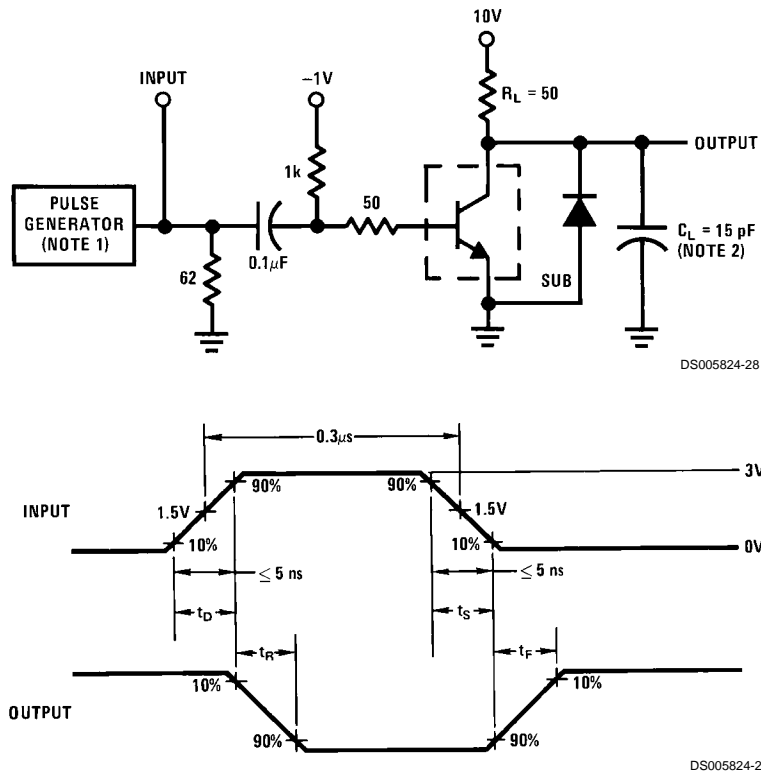 10V
INPUT
−1V
R_L = 50
OUTPUT
1k
50
PULSE
GENERATOR
(NOTE 1)
C_L = 15 pF
(NOTE 2)
0.1μF
SUB
62
DS005824-28
0.3μs
3V
90%
90%
INPUT
1.5V
1.5V
10%
10%
0V
≤ 5 ns
≤ 5 ns
t_D
t_S
t_R
t_F
10%
10%
OUTPUT
90%
90%
DS005824-2